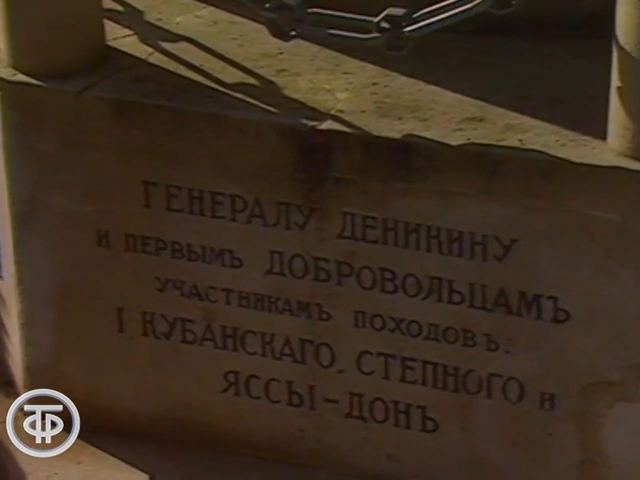 ГЕНЕРАЛУ ДЕНИКИНУ
И ПЕРВЫМЪ ДОБРОВОЛЬЦАМЪ
УЧАСТНИКАМЪ ПОХОДОВЪ:
I КУБАНСКАГО, СТЕПНОГО И
ЯССЫ-ДОНЪ